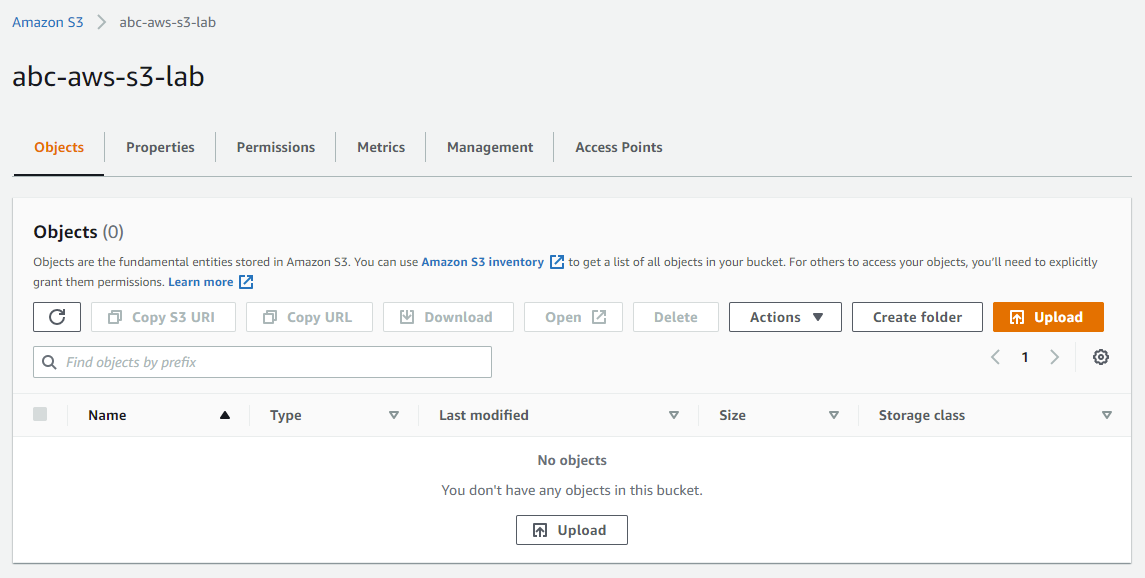 Amazon S3 > abc-aws-s3-lab
abc-aws-s3-lab
Objects Properties Permissions Metrics Management Access Points
Objects (0)
Objects are the fundamental entities stored in Amazon S3. You can use Amazon S3 inventory to get a list of all objects in your bucket. For others to access your objects, you’ll need to explicitly
grant them permissions. Learn more
Copy S3 URI Copy URL Download Open Delete Actions Create folder Upload
Find objects by prefix 1
Name Type Last modified Size Storage class
No objects
You don't have any objects in this bucket.
Upload